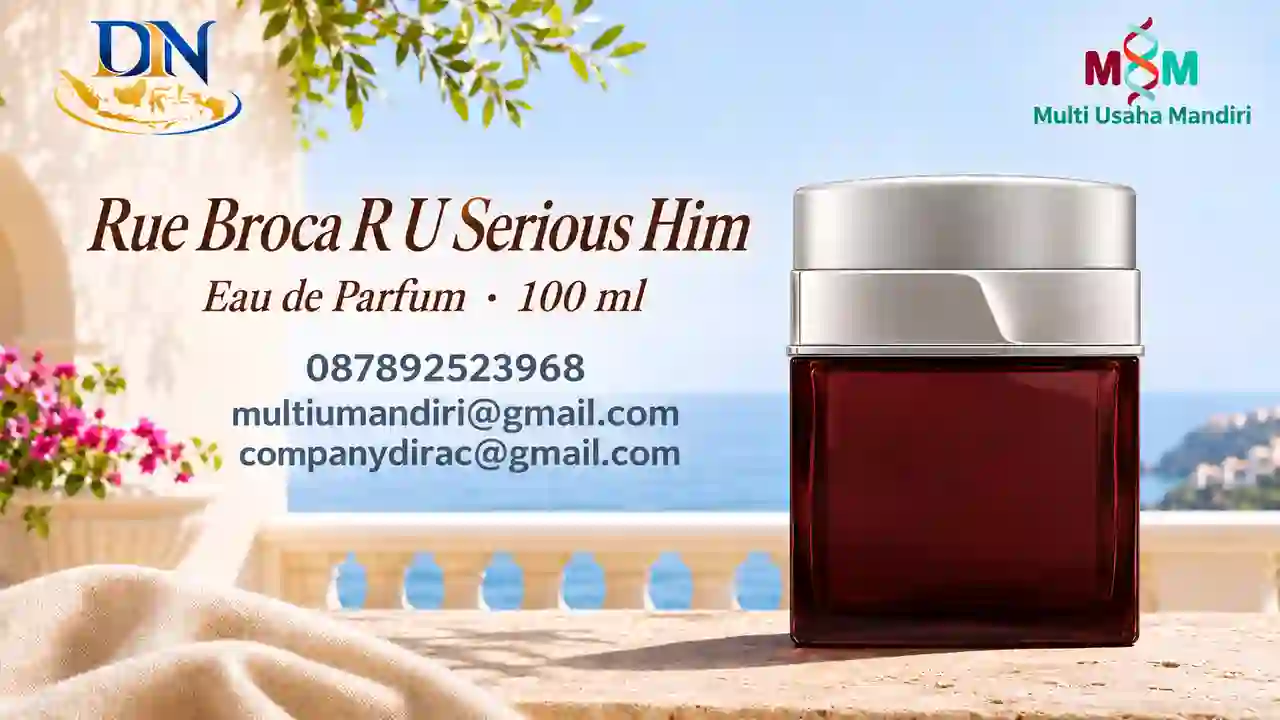 DN
MSM
Multi Usaha Mandiri
Rue Broca R U Serious Him
Eau de Parfum · 100 ml
087892523968
multiumandiri@gmail.com
companydirac@gmail.com